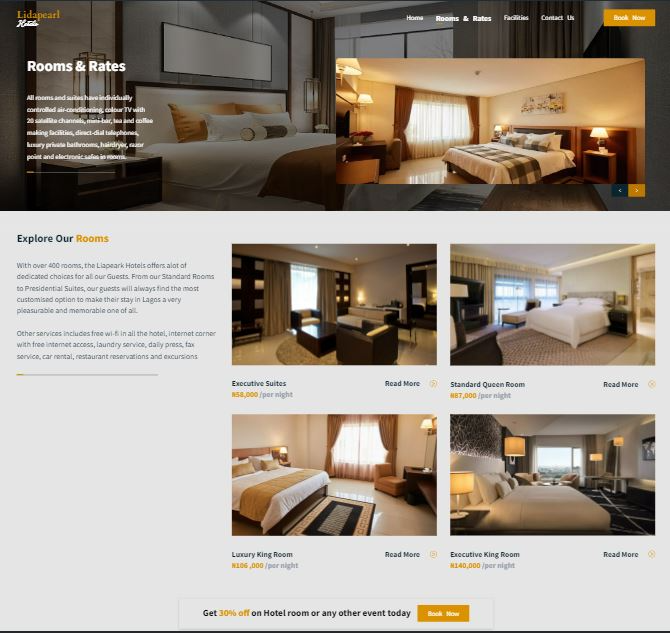 Lidapearl
Hotels
Home Rooms & Rates Facilities Contact Us Book Now
Rooms & Rates
All rooms and suites have individually
controlled air-conditioning, colour TV with
20 satellite channels, mini-bar, tea and coffee
making facilities, direct-dial telephones,
luxury private bathrooms, hairdryer, razor
point and electronic safes in rooms.
Explore Our Rooms
With over 400 rooms, the Liapeark Hotels offers alot of
dedicated choices for all our Guests. From our Standard Rooms
to Presidential Suites, our guests will always find the most
customised option to make their stay in Lagos a very
pleasurable and memorable one of all.
Other services includes free wi-fi in all the hotel, internet corner
with free internet access, laundry service, daily press, fax
service, car rental, restaurant reservations and excursions
Executive Suites Read More
₦58,000 /per night
Standard Queen Room Read More
₦87,000 /per night
Luxury King Room Read More
₦106 ,000 /per night
Executive King Room Read More
₦140,000 /per night
Get 30% off on Hotel room or any other event today Book Now